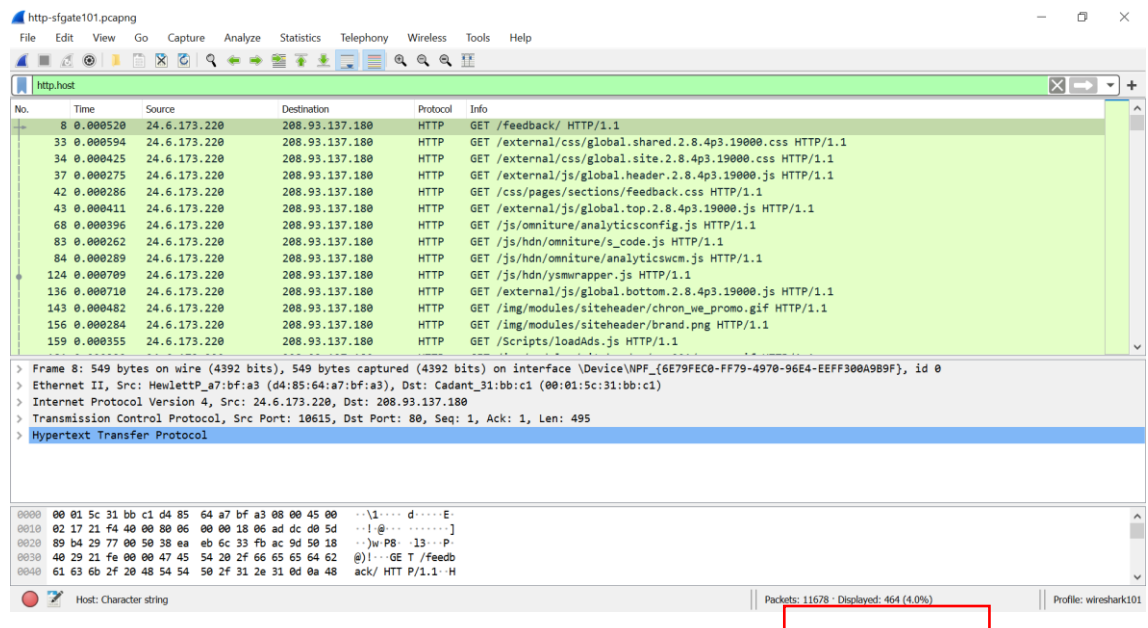 http-sfgate101.pcapng
File Edit View Go Capture Analyze Statistics Telephony Wireless Tools Help
http.host
No. Time Source Destination Protocol Info
8 0.000520 24.6.173.220 208.93.137.180 HTTP GET /feedback/ HTTP/1.1
33 0.000594 24.6.173.220 208.93.137.180 HTTP GET /external/css/global.shared.2.8.4p3.19000.css HTTP/1.1
34 0.000425 24.6.173.220 208.93.137.180 HTTP GET /external/css/global.site.2.8.4p3.19000.css HTTP/1.1
37 0.000275 24.6.173.220 208.93.137.180 HTTP GET /external/js/global.header.2.8.4p3.19000.js HTTP/1.1
42 0.000286 24.6.173.220 208.93.137.180 HTTP GET /css/pages/sections/feedback.css HTTP/1.1
43 0.000411 24.6.173.220 208.93.137.180 HTTP GET /external/js/global.top.2.8.4p3.19000.js HTTP/1.1
68 0.000396 24.6.173.220 208.93.137.180 HTTP GET /js/omniture/analyticsconfig.js HTTP/1.1
83 0.000262 24.6.173.220 208.93.137.180 HTTP GET /js/hdn/omniture/s_code.js HTTP/1.1
84 0.000289 24.6.173.220 208.93.137.180 HTTP GET /js/hdn/omniture/analyticswcm.js HTTP/1.1
124 0.000709 24.6.173.220 208.93.137.180 HTTP GET /js/hdn/ysmwrapper.js HTTP/1.1
136 0.000710 24.6.173.220 208.93.137.180 HTTP GET /external/js/global.bottom.2.8.4p3.19000.js HTTP/1.1
143 0.000482 24.6.173.220 208.93.137.180 HTTP GET /img/modules/siteheader/chron_we_promo.gif HTTP/1.1
156 0.000284 24.6.173.220 208.93.137.180 HTTP GET /img/modules/siteheader/brand.png HTTP/1.1
159 0.000355 24.6.173.220 208.93.137.180 HTTP GET /Scripts/loadAds.js HTTP/1.1
> Frame 8: 549 bytes on wire (4392 bits), 549 bytes captured (4392 bits) on interface \Device\NPF_{6E79FEC0-FF79-4970-96E4-EEFF300A9B9F}, id 0
> Ethernet II, Src: HewlettP_a7:bf:a3 (d4:85:64:a7:bf:a3), Dst: Cadant_31:bb:c1 (00:01:5c:31:bb:c1)
> Internet Protocol Version 4, Src: 24.6.173.220, Dst: 208.93.137.180
> Transmission Control Protocol, Src Port: 10615, Dst Port: 80, Seq: 1, Ack: 1, Len: 495
> Hypertext Transfer Protocol
0000 00 01 5c 31 bb c1 d4 85 64 a7 bf a3 08 00 45 00 ··\1···· d·····E·
0010 02 17 21 f4 40 00 80 06 00 00 18 06 ad dc d0 5d ··!·@··· ·······]
0020 89 b4 29 77 00 50 38 ea eb 6c 33 fb ac 9d 50 18 ··)w·P8· ·l3···P·
0030 40 29 21 fe 00 00 47 45 54 20 2f 66 65 65 64 62 @)!···GE T /feedb
0040 61 63 6b 2f 20 48 54 54 50 2f 31 2e 31 0d 0a 48 ack/ HTT P/1.1··H
Host: Character string Packets: 11678 · Displayed: 464 (4.0%) Profile: wireshark101